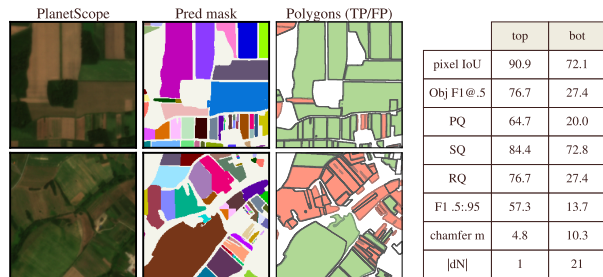 PlanetScope Pred mask Polygons (TP/FP)
top bot
pixel IoU 90.9 72.1
Obj F1@.5 76.7 27.4
PQ 64.7 20.0
SQ 84.4 72.8
RQ 76.7 27.4
F1 .5:.95 57.3 13.7
chamfer m 4.8 10.3
|dN| 1 21